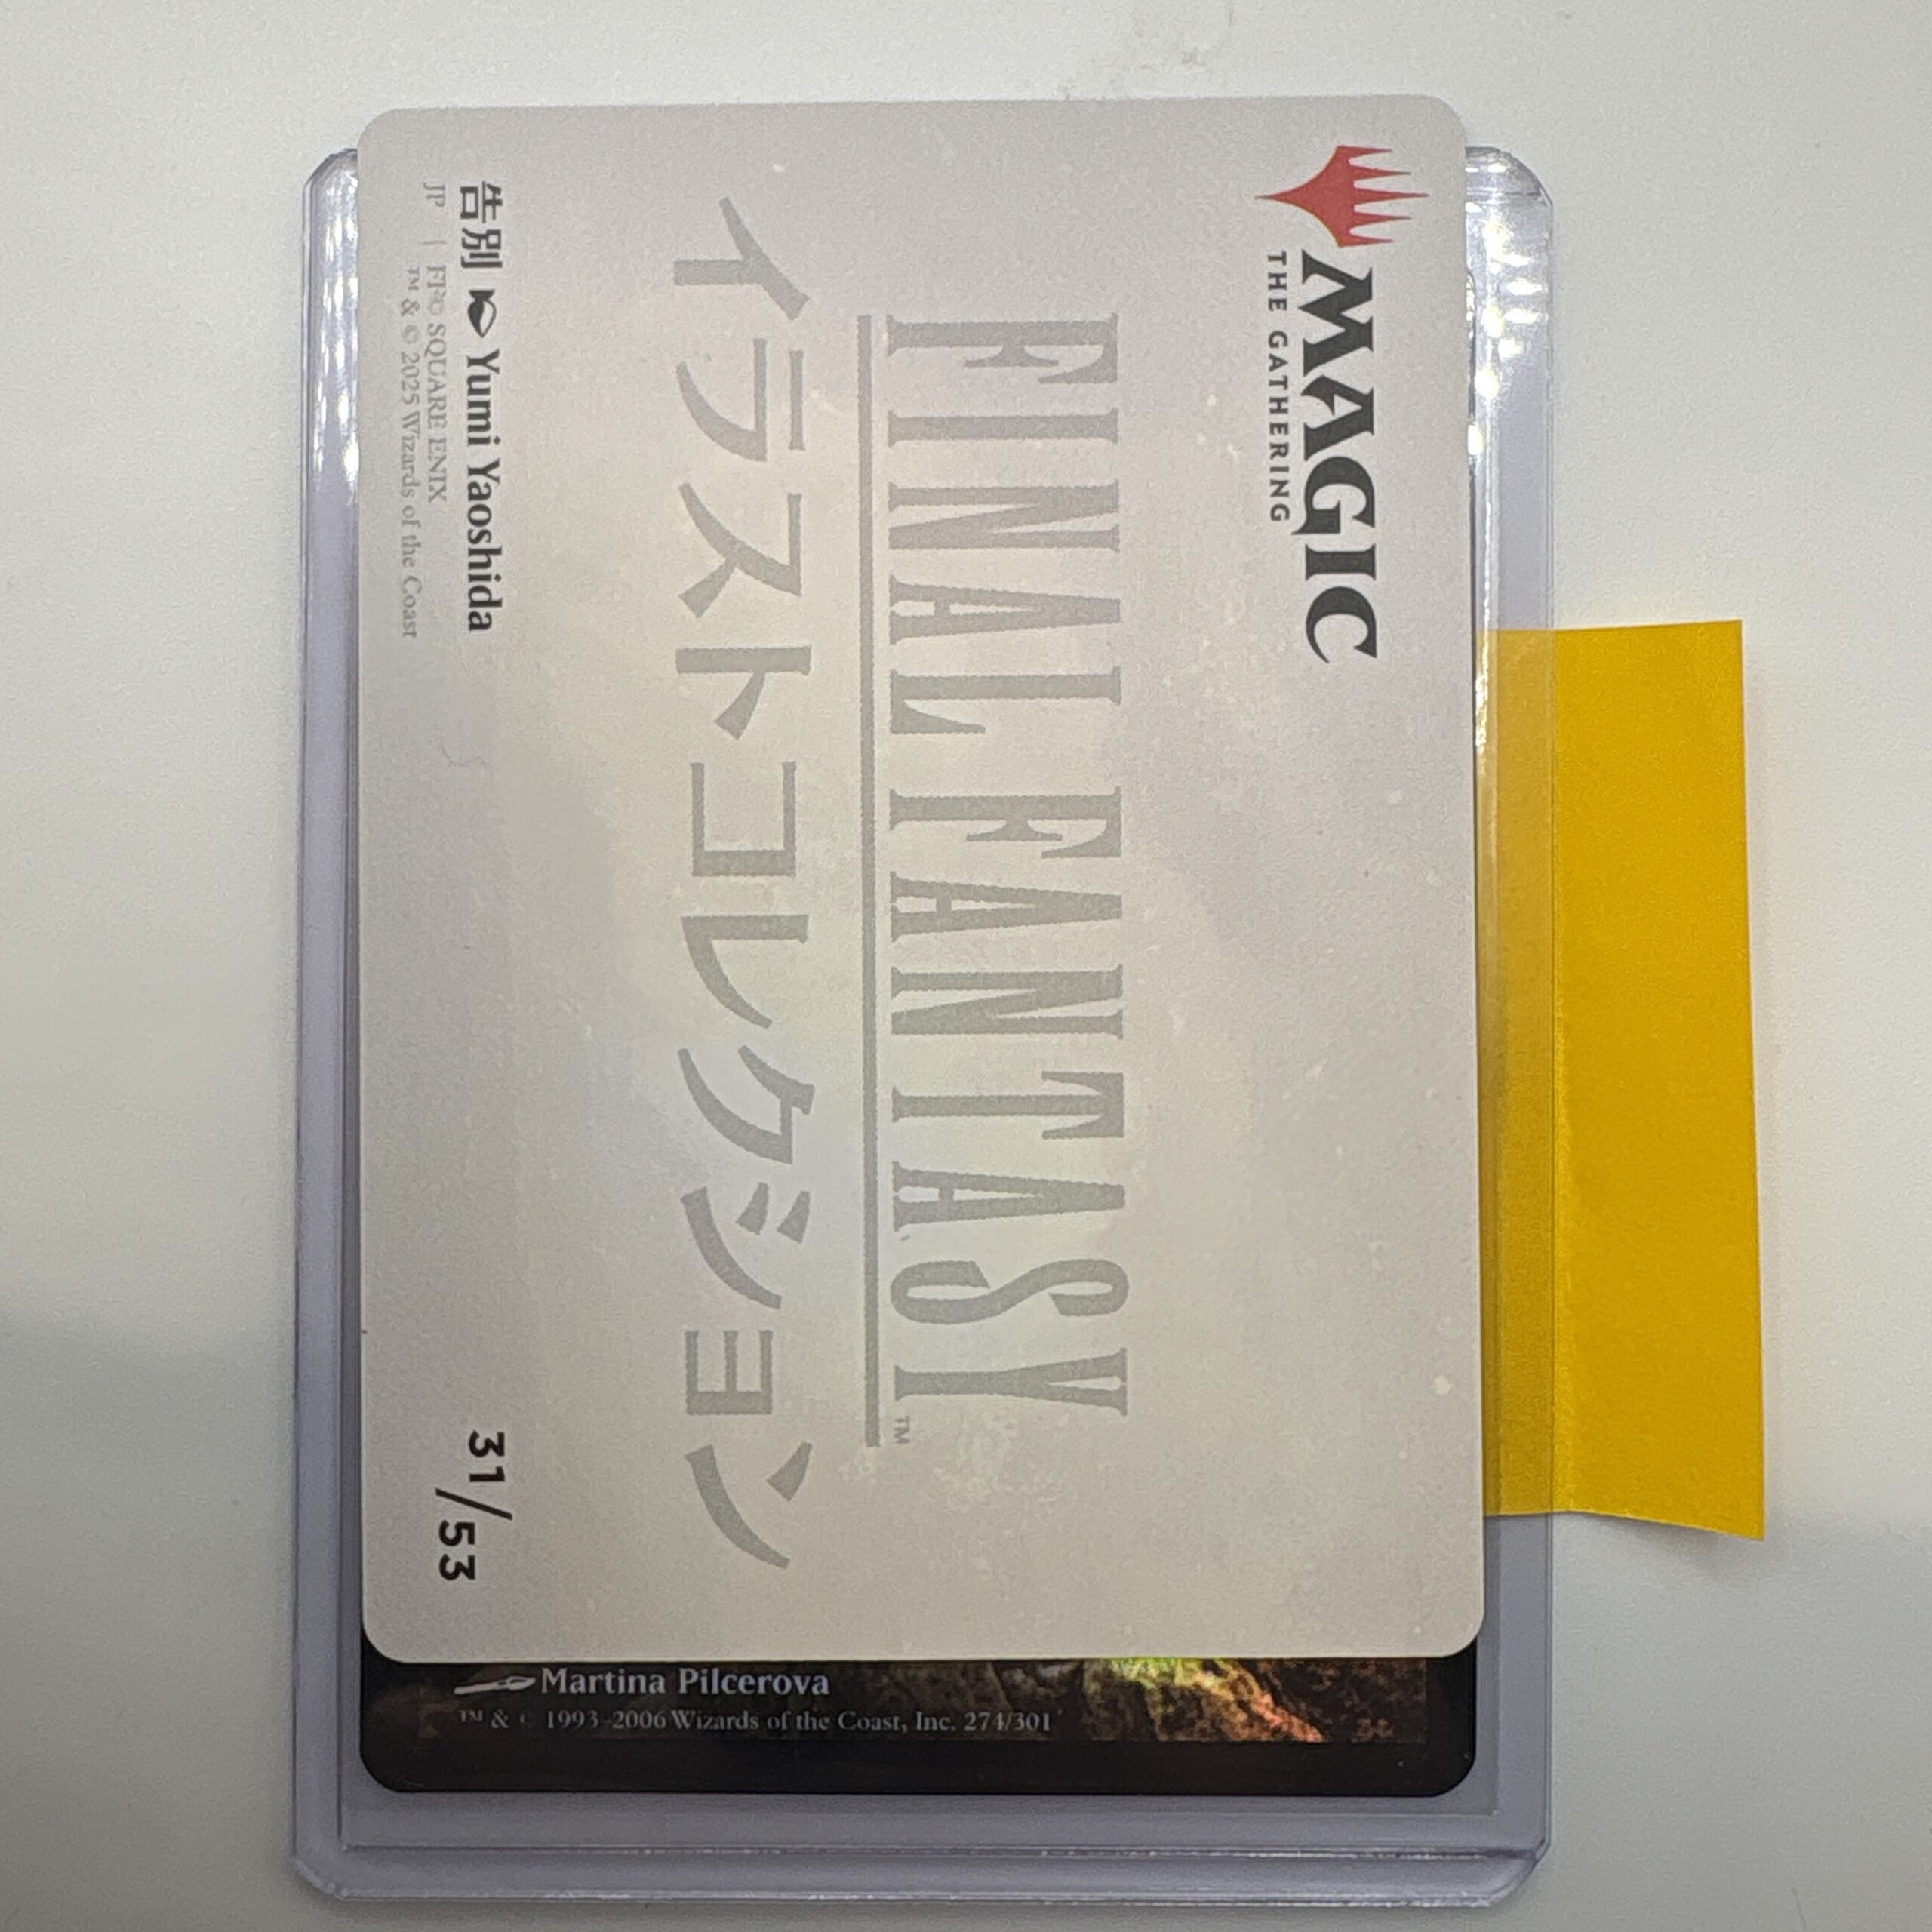 MAGIC
THE GATHERING
FINAL FANTASY™
イラストコレクション
告別 Yumi Yaoshida
JP | FF© SQUARE ENIX
™ & © 2025 Wizards of the Coast
31/53
Martina Pilcerova
™ & © 1993-2006 Wizards of the Coast, Inc. 274/301